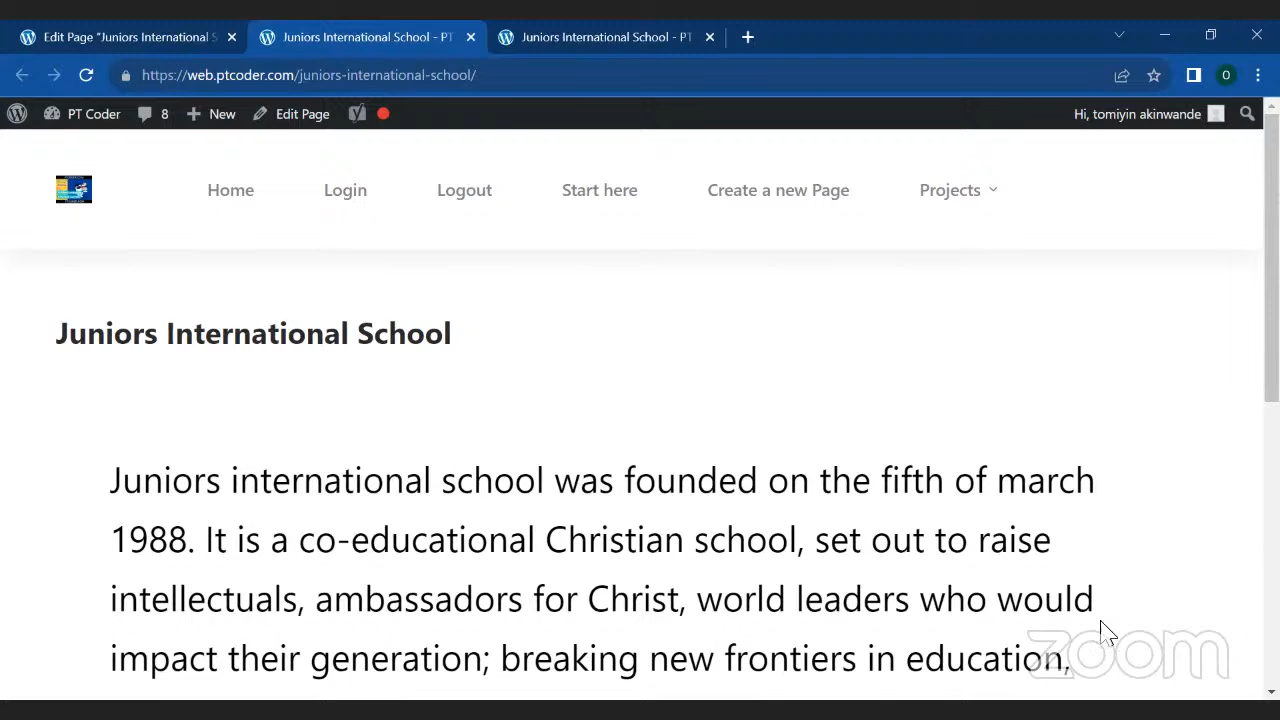 Edit Page "Juniors International S
Juniors International School - PT
Juniors International School - PT
https://web.ptcoder.com/juniors-international-school/
O
PT Coder
8
New
Edit Page
Hi, tomiyin akinwande
Home
Login
Logout
Start here
Create a new Page
Projects
Juniors International School
Juniors international school was founded on the fifth of march
1988. It is a co-educational Christian school, set out to raise
intellectuals, ambassadors for Christ, world leaders who would
impact their generation; breaking new frontiers in education,
zoom